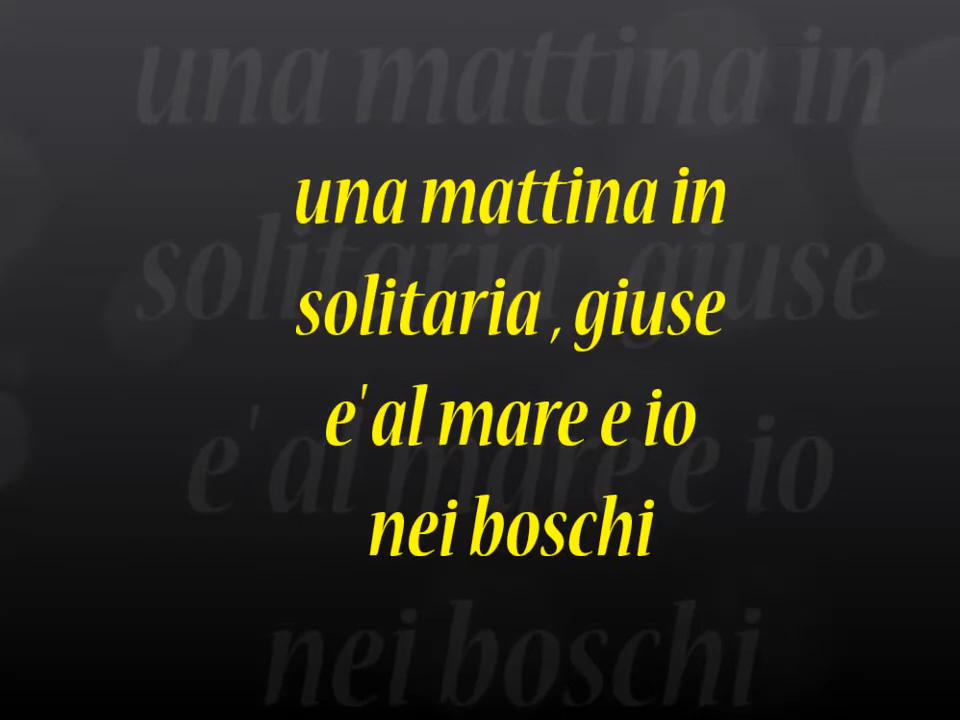 una mattina in
solitaria , giuse
e' al mare e io
nei boschi